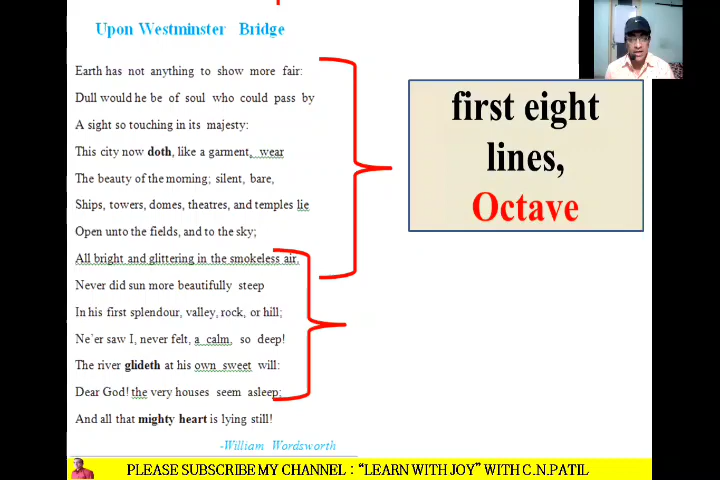 Upon Westminster Bridge
Earth has not anything to show more fair:
Dull would he be of soul who could pass by
A sight so touching in its majesty:
This city now doth, like a garment, wear
The beauty of the morning; silent, bare,
Ships, towers, domes, theatres, and temples lie
Open unto the fields, and to the sky;
All bright and glittering in the smokeless air,
Never did sun more beautifully steep
In his first splendour, valley, rock, or hill;
Ne'er saw I, never felt, a calm, so deep!
The river glideth at his own sweet will:
Dear God! the very houses seem asleep;
And all that mighty heart is lying still!
-William Wordsworth
first eight
lines,
Octave
PLEASE SUBSCRIBE MY CHANNEL : "LEARN WITH JOY" WITH C.N.PATIL